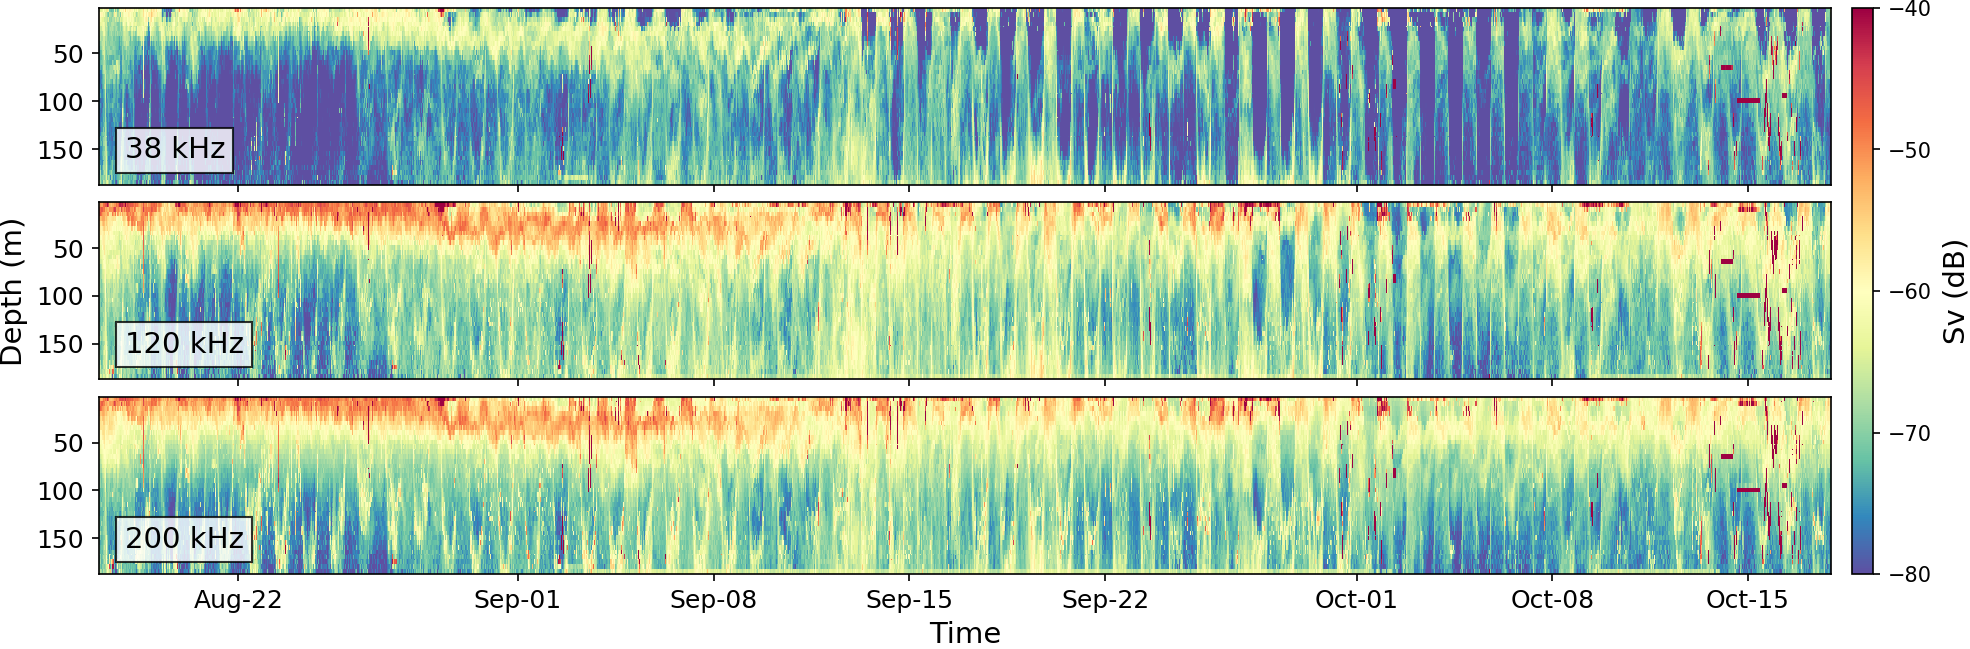 50
100
150
38 kHz
50
100
150
120 kHz
50
100
150
200 kHz
Depth (m)
Aug-22 Sep-01 Sep-08 Sep-15 Sep-22 Oct-01 Oct-08 Oct-15
Time
−40
−50
−60
−70
−80
Sv (dB)